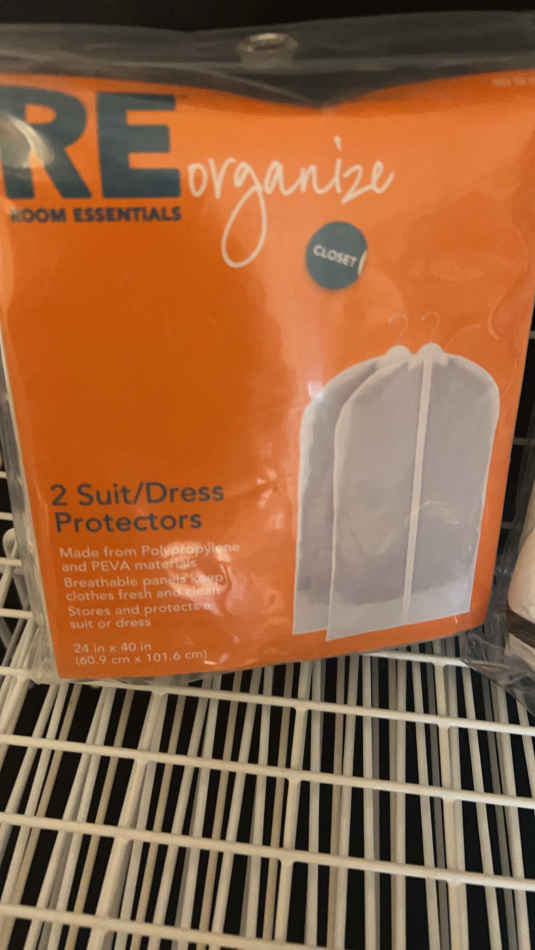 RE
ROOM ESSENTIALS
organize
CLOSET
2 Suit/Dress
Protectors
Made from Polypropylene
and PEVA materials
Breathable panels keep
clothes fresh and clean
Stores and protects a
suit or dress
24 in x 40 in
(60.9 cm x 101.6 cm)